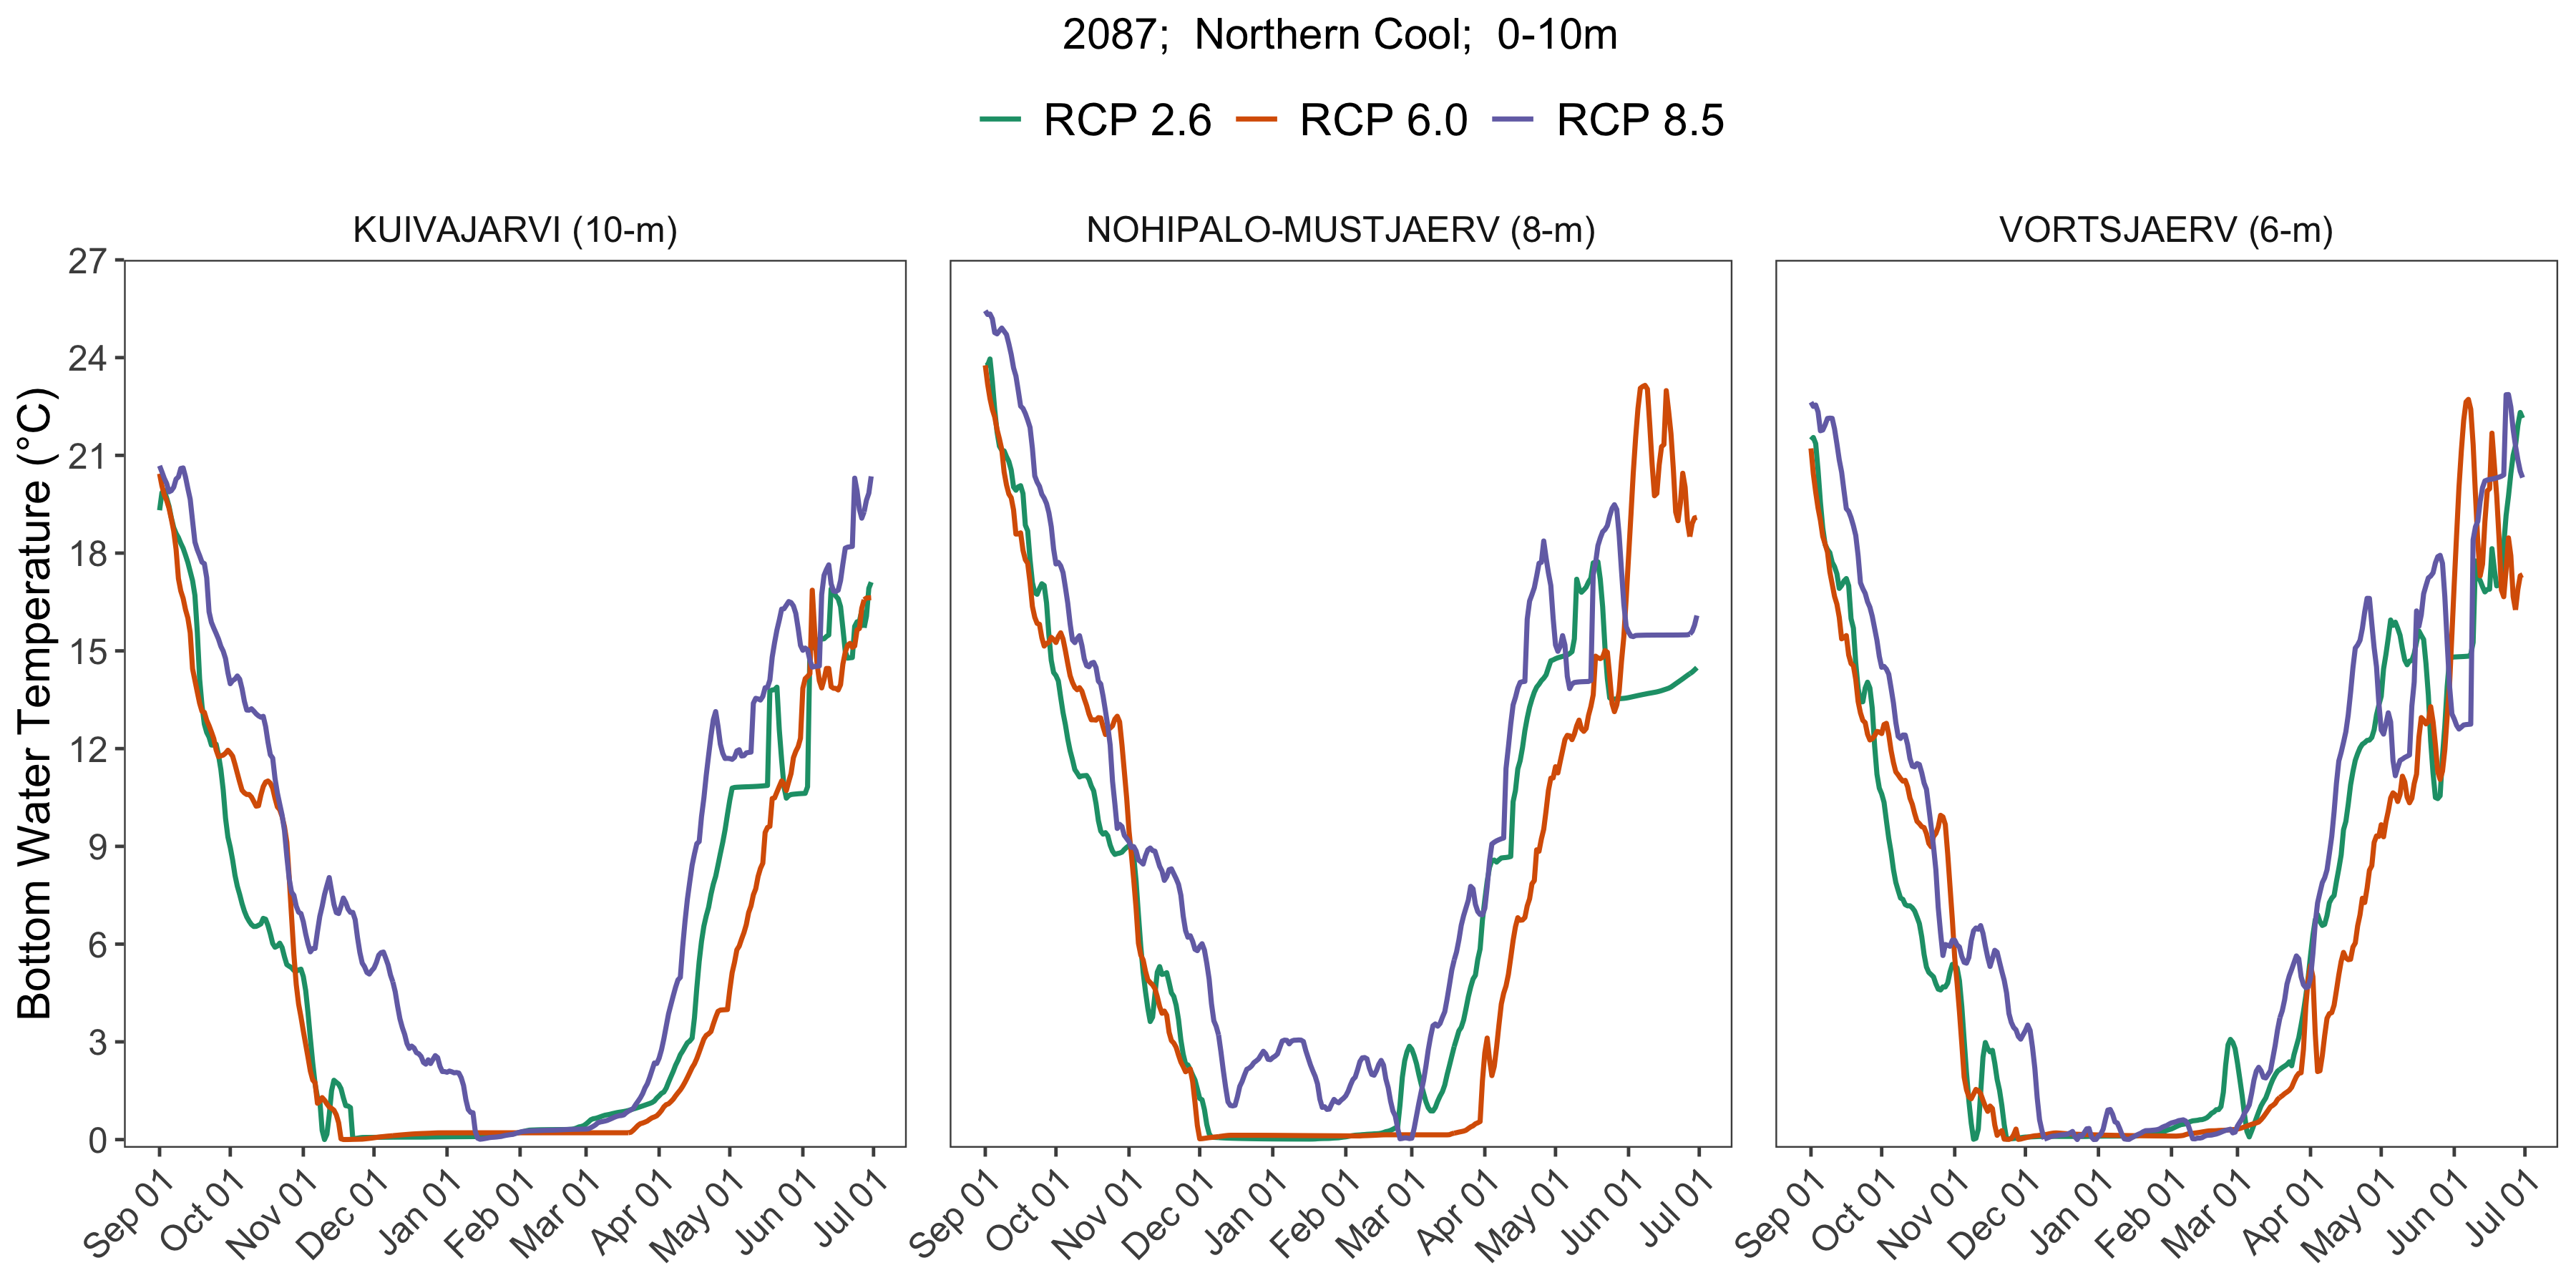 2087;  Northern Cool;  0-10m
RCP 2.6 RCP 6.0 RCP 8.5
KUIVAJARVI (10-m)
NOHIPALO-MUSTJAERV (8-m)
VORTSJAERV (6-m)
Bottom Water Temperature (°C)
27
24
21
18
15
12
9
6
3
0
Sep 01 Oct 01 Nov 01 Dec 01 Jan 01 Feb 01 Mar 01 Apr 01 May 01 Jun 01 Jul 01
Sep 01 Oct 01 Nov 01 Dec 01 Jan 01 Feb 01 Mar 01 Apr 01 May 01 Jun 01 Jul 01
Sep 01 Oct 01 Nov 01 Dec 01 Jan 01 Feb 01 Mar 01 Apr 01 May 01 Jun 01 Jul 01